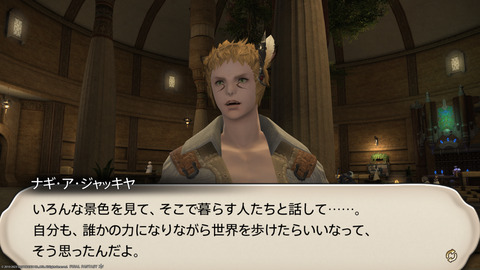 ナギ・ア・ジャッキヤ
いろんな景色を見て、そこで暮らす人たちと話して……。
自分も、誰かの力になりながら世界を歩けたらいいなって、
そう思ったんだよ。
FINAL FANTASY XIV